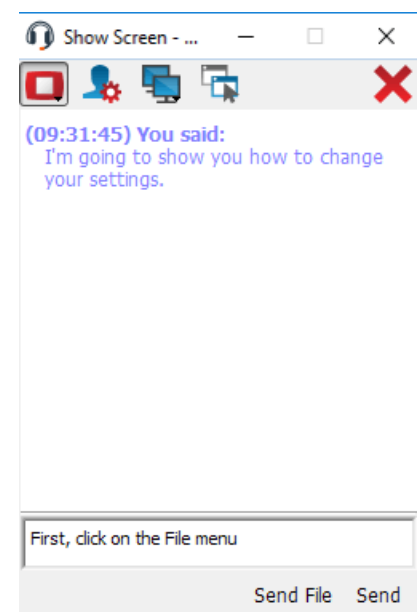 Show Screen - ...
(09:31:45) You said:
I'm going to show you how to change
your settings.
First, click on the File menu
Send File Send